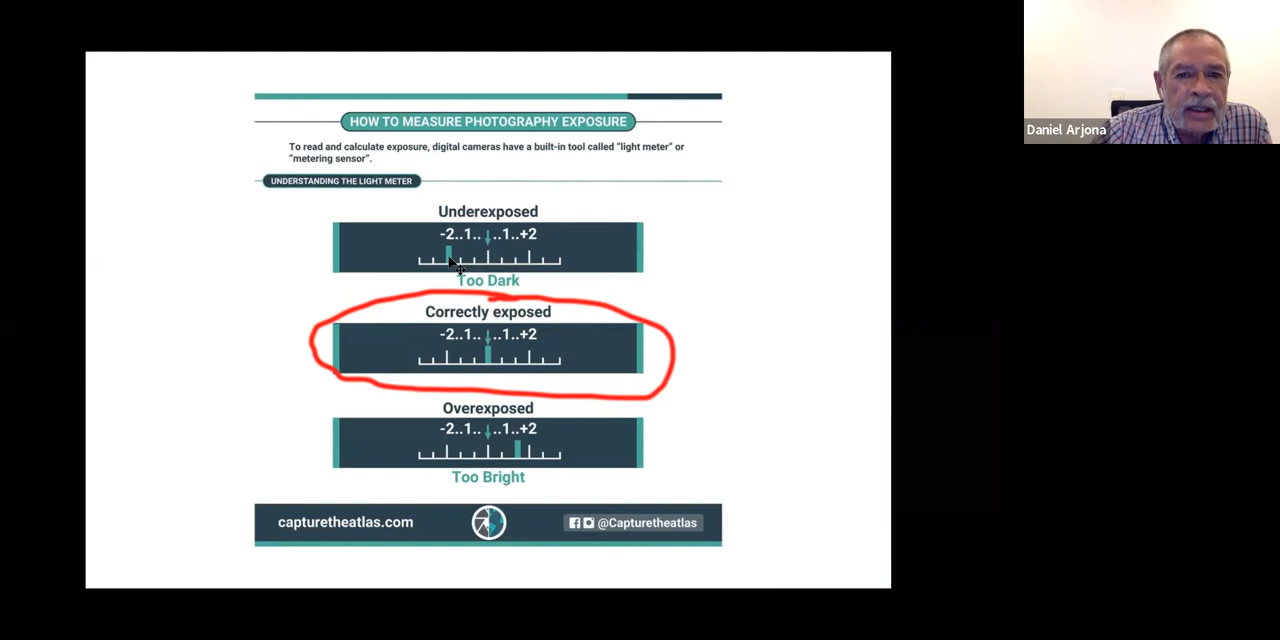 HOW TO MEASURE PHOTOGRAPHY EXPOSURE
To read and calculate exposure, digital cameras have a built-in tool called “light meter” or
“metering sensor”.
UNDERSTANDING THE LIGHT METER
Underexposed
-2..1.. ..1..+2
Too Dark
Correctly exposed
-2..1.. ..1..+2
Overexposed
-2..1.. ..1..+2
Too Bright
capturetheatlas.com
@Capturetheatlas
Daniel Arjona